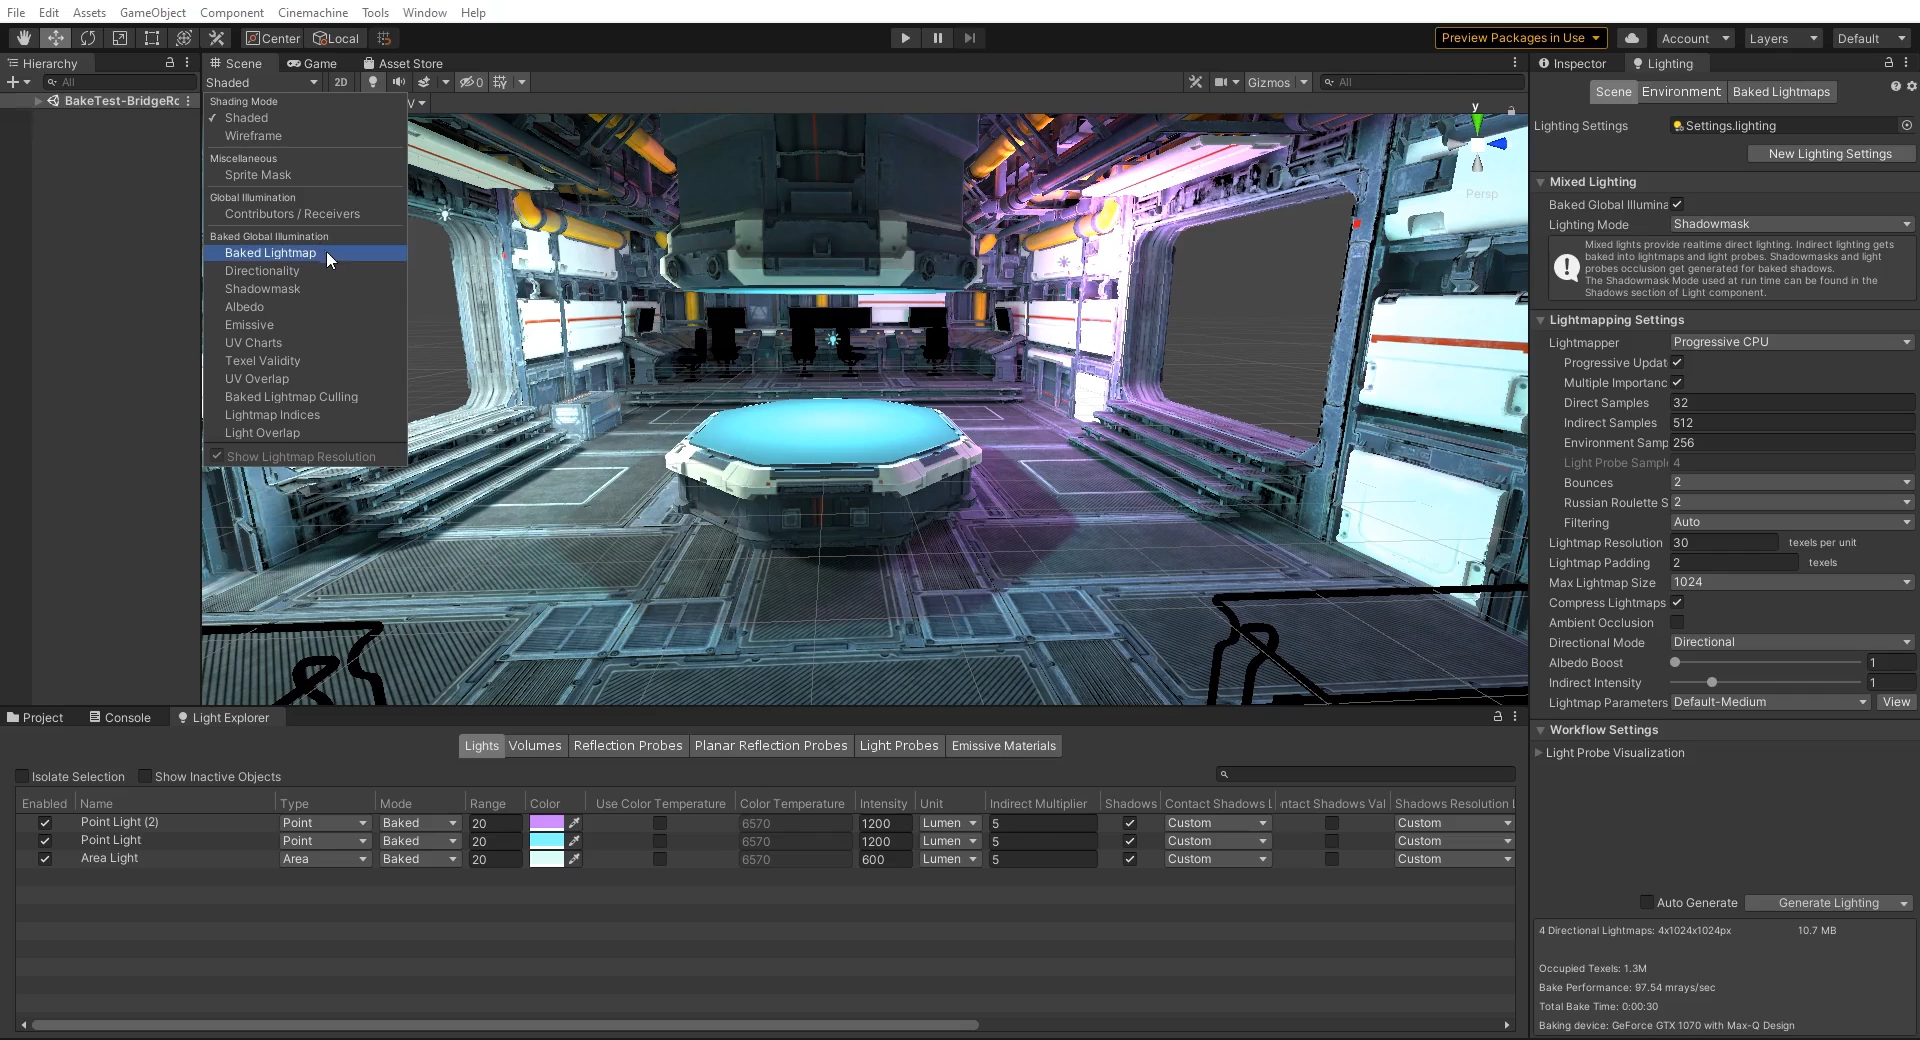 File Edit Assets GameObject Component Cinemachine Tools Window Help
Center Local Preview Packages in Use Account Layers Default
Hierarchy
All
BakeTest-BridgeRo
Scene Game Asset Store
Shaded 2D 0 Gizmos All
Shading Mode
Shaded
Wireframe
Miscellaneous
Sprite Mask
Global Illumination
Contributors / Receivers
Baked Global Illumination
Baked Lightmap
Directionality
Shadowmask
Albedo
Emissive
UV Charts
Texel Validity
UV Overlap
Baked Lightmap Culling
Lightmap Indices
Light Overlap
Show Lightmap Resolution
y
Persp
Inspector Lighting
Scene Environment Baked Lightmaps
Lighting Settings Settings.lighting
New Lighting Settings
Mixed Lighting
Baked Global Illumina
Lighting Mode Shadowmask
Mixed lights provide realtime direct lighting. Indirect lighting gets
baked into lightmaps and light probes. Shadowmasks and light
probes occlusion get generated for baked shadows.
The Shadowmask Mode used at run time can be found in the
Shadows section of Light component.
Lightmapping Settings
Lightmapper Progressive CPU
Progressive Updat
Multiple Importanc
Direct Samples 32
Indirect Samples 512
Environment Samp 256
Light Probe Sampl 4
Bounces 2
Russian Roulette S 2
Filtering Auto
Lightmap Resolution 30 texels per unit
Lightmap Padding 2 texels
Max Lightmap Size 1024
Compress Lightmaps
Ambient Occlusion
Directional Mode Directional
Albedo Boost 1
Indirect Intensity 1
Lightmap Parameters Default-Medium View
Workflow Settings
Light Probe Visualization
Auto Generate Generate Lighting
4 Directional Lightmaps: 4x1024x1024px 10.7 MB
Occupied Texels: 1.3M
Bake Performance: 97.54 mrays/sec
Total Bake Time: 0:00:30
Baking device: GeForce GTX 1070 with Max-Q Design
Project Console Light Explorer
Lights Volumes Reflection Probes Planar Reflection Probes Light Probes Emissive Materials
Isolate Selection Show Inactive Objects
Enabled Name Type Mode Range Color Use Color Temperature Color Temperature Intensity Unit Indirect Multiplier Shadows Contact Shadows L ntact Shadows Val Shadows Resolution L
Point Light (2) Point Baked 20 6570 1200 Lumen 5 Custom Custom
Point Light Point Baked 20 6570 1200 Lumen 5 Custom Custom
Area Light Area Baked 20 6570 600 Lumen 5 Custom Custom